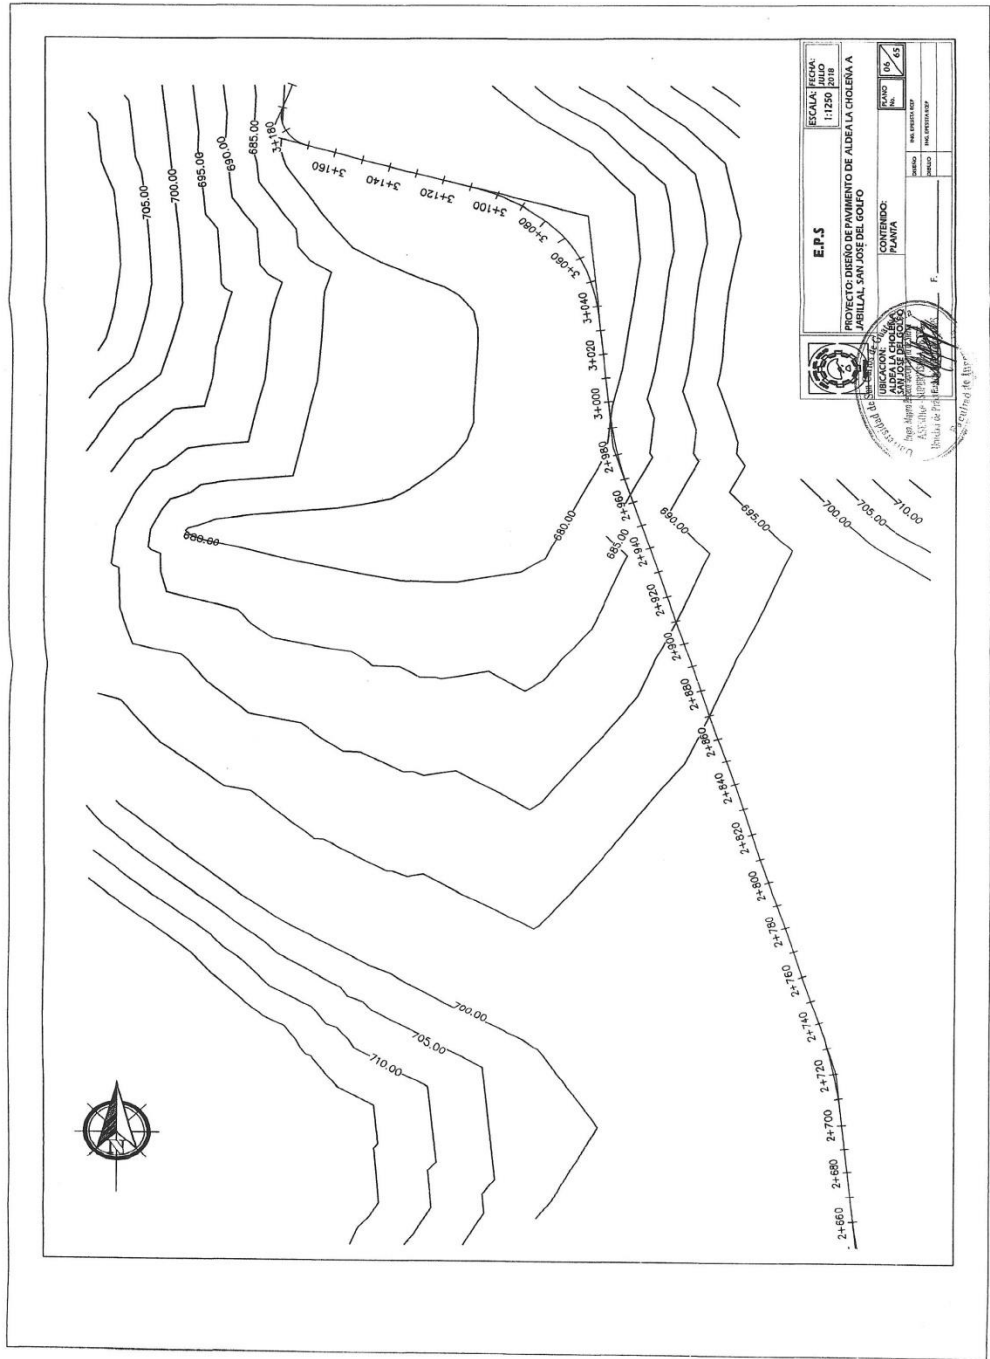 E.P.S
ESCALA:
1:1250
FECHA:
JULIO
2018
PROYECTO: DISEÑO DE PAVIMENTO DE ALDEA LA CHOLEÑA A
JABILLAL, SAN JOSE DEL GOLFO
UBICACION:
ALDEA LA CHOLEÑA
SAN JOSE DEL GOLFO
CONTENIDO:
PLANTA
PLANO
No.
06
65
DISEÑO
DIBUJO
F.
N
705.00
700.00
695.00
690.00
685.00
680.00
680.00
685.00
690.00
695.00
700.00
705.00
710.00
700.00
705.00
710.00
2+660
2+680
2+700
2+720
2+740
2+760
2+780
2+800
2+820
2+840
2+860
2+880
2+900
2+920
2+940
2+960
2+980
3+000
3+020
3+040
3+060
3+080
3+100
3+120
3+140
3+160
3+180